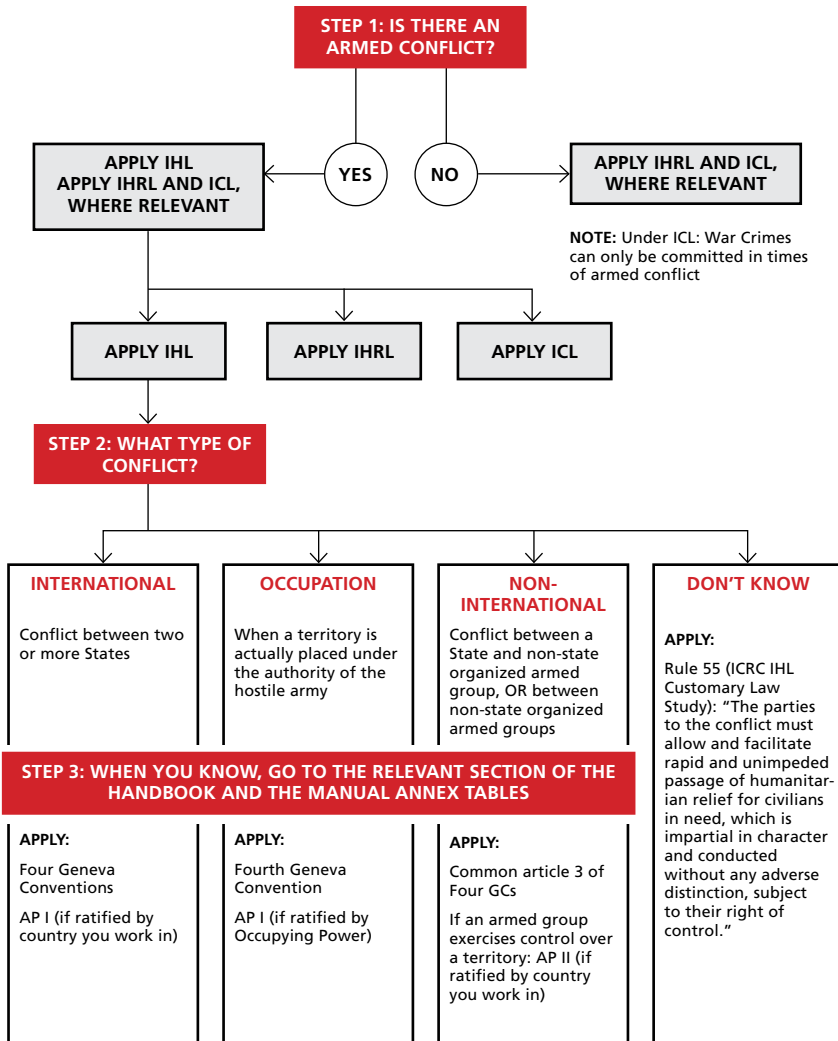 STEP 1: IS THERE AN
ARMED CONFLICT?
APPLY IHL
APPLY IHRL AND ICL,
WHERE RELEVANT
YES
NO
APPLY IHRL AND ICL,
WHERE RELEVANT
NOTE: Under ICL: War Crimes
can only be committed in times
of armed conflict
APPLY IHL
APPLY IHRL
APPLY ICL
STEP 2: WHAT TYPE OF
CONFLICT?
INTERNATIONAL
Conflict between two
or more States
OCCUPATION
When a territory is
actually placed under
the authority of the
hostile army
NON-
INTERNATIONAL
Conflict between a
State and non-state
organized armed
group, OR between
non-state organized
armed groups
DON'T KNOW
APPLY:
Rule 55 (ICRC IHL
Customary Law
Study): “The parties
to the conflict must
allow and facilitate
rapid and unimpeded
passage of humanitar-
ian relief for civilians
in need, which is
impartial in character
and conducted
without any adverse
distinction, subject
to their right of
control.”
STEP 3: WHEN YOU KNOW, GO TO THE RELEVANT SECTION OF THE
HANDBOOK AND THE MANUAL ANNEX TABLES
APPLY:
Four Geneva
Conventions
AP I (if ratified by
country you work in)
APPLY:
Fourth Geneva
Convention
AP I (if ratified by
Occupying Power)
APPLY:
Common article 3 of
Four GCs
If an armed group
exercises control over
a territory: AP II (if
ratified by country
you work in)